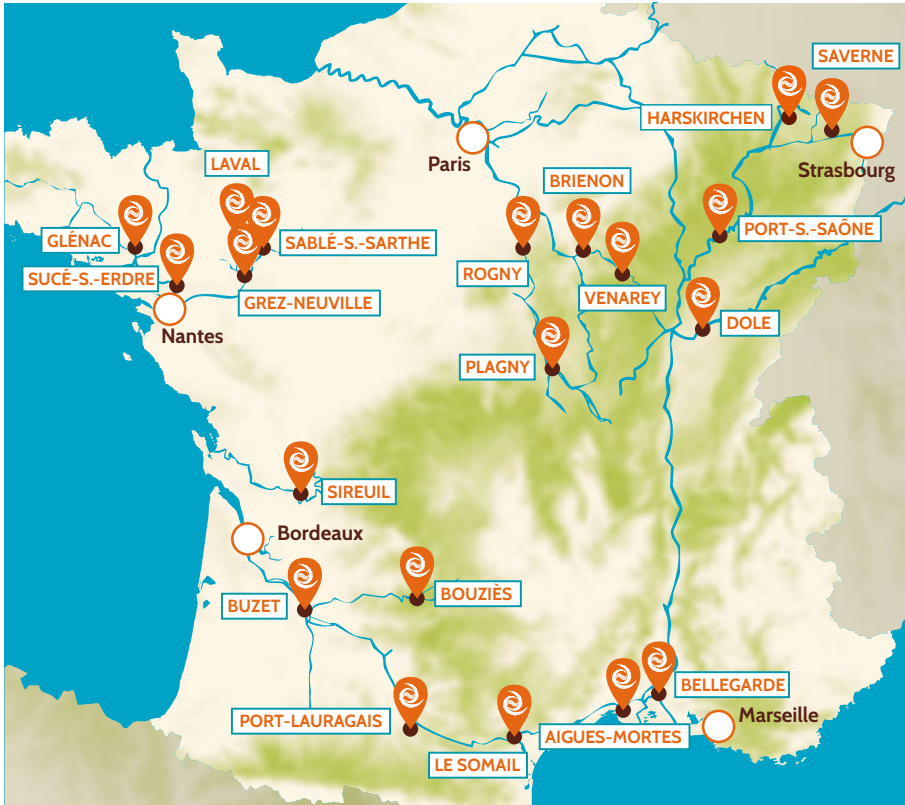 SAVERNE
HARSKIRCHEN
Paris
Strasbourg
LAVAL
BRIENON
GLÉNAC
SABLÉ-S.-SARTHE
PORT-S.-SAÔNE
SUCÉ-S.-ERDRE
ROGNY
GREZ-NEUVILLE
VENAREY
DOLE
Nantes
PLAGNY
SIREUIL
Bordeaux
BOUZIÈS
BUZET
BELLEGARDE
PORT-LAURAGAIS
Marseille
AIGUES-MORTES
LE SOMAIL